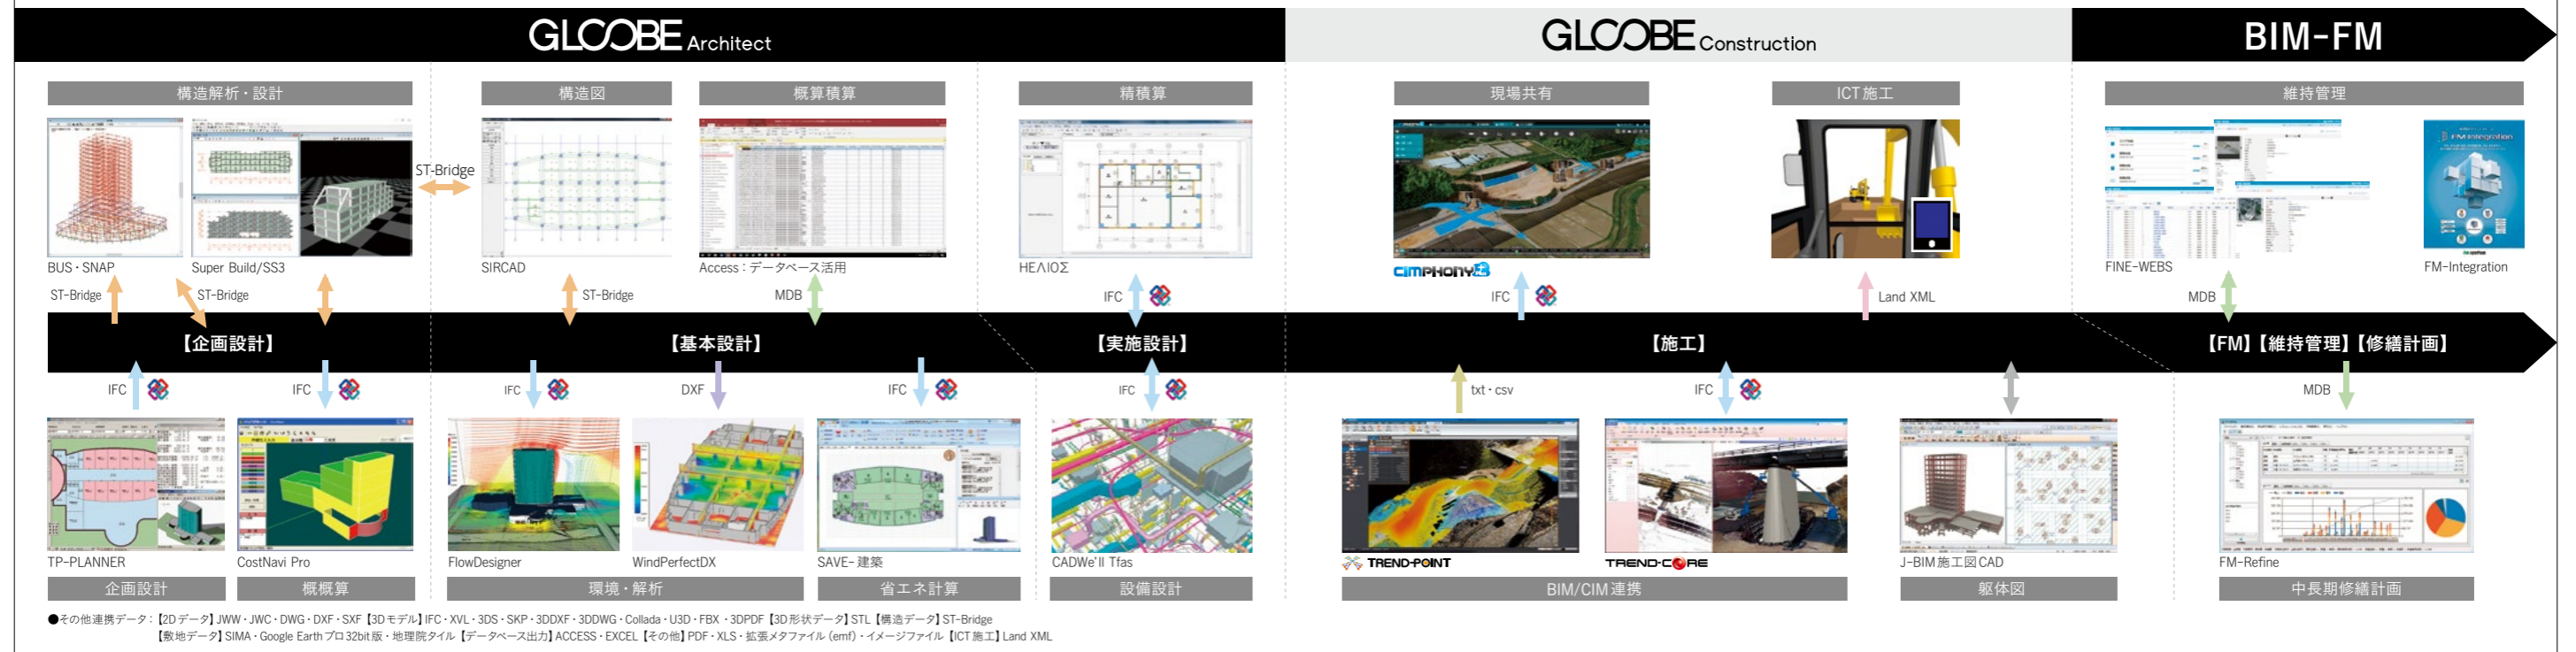 GLOOBE Architect
GLOOBE Construction
BIM-FM
構造解析・設計
構造図
概算積算
精積算
現場共有
ICT施工
維持管理
ST-Bridge
FM Integration
BUS・SNAP
Super Build/SS3
SIRCAD
Access：データベース活用
ΗΕΛΙΟΣ
CIMPHONY
FINE-WEBS
FM-Integration
ST-Bridge
ST-Bridge
ST-Bridge
MDB
IFC
IFC
Land XML
MDB
【企画設計】
【基本設計】
【実施設計】
【施工】
【FM】【維持管理】【修繕計画】
IFC
IFC
IFC
DXF
IFC
IFC
txt・csv
IFC
MDB
TP-PLANNER
CostNavi Pro
FlowDesigner
WindPerfectDX
SAVE-建築
CADWe'll Tfas
TREND-POINT
TREND-CORE
J-BIM施工図CAD
FM-Refine
企画設計
概概算
環境・解析
省エネ計算
設備設計
BIM/CIM連携
躯体図
中長期修繕計画
●その他連携データ：【2Dデータ】JWW・JWC・DWG・DXF・SXF【3Dモデル】IFC・XVL・3DS・SKP・3DDXF・3DDWG・Collada・U3D・FBX・3DPDF【3D形状データ】STL【構造データ】ST-Bridge
【敷地データ】SIMA・Google Earthプロ32bit版・地理院タイル【データベース出力】ACCESS・EXCEL【その他】PDF・XLS・拡張メタファイル（emf）・イメージファイル【ICT施工】Land XML